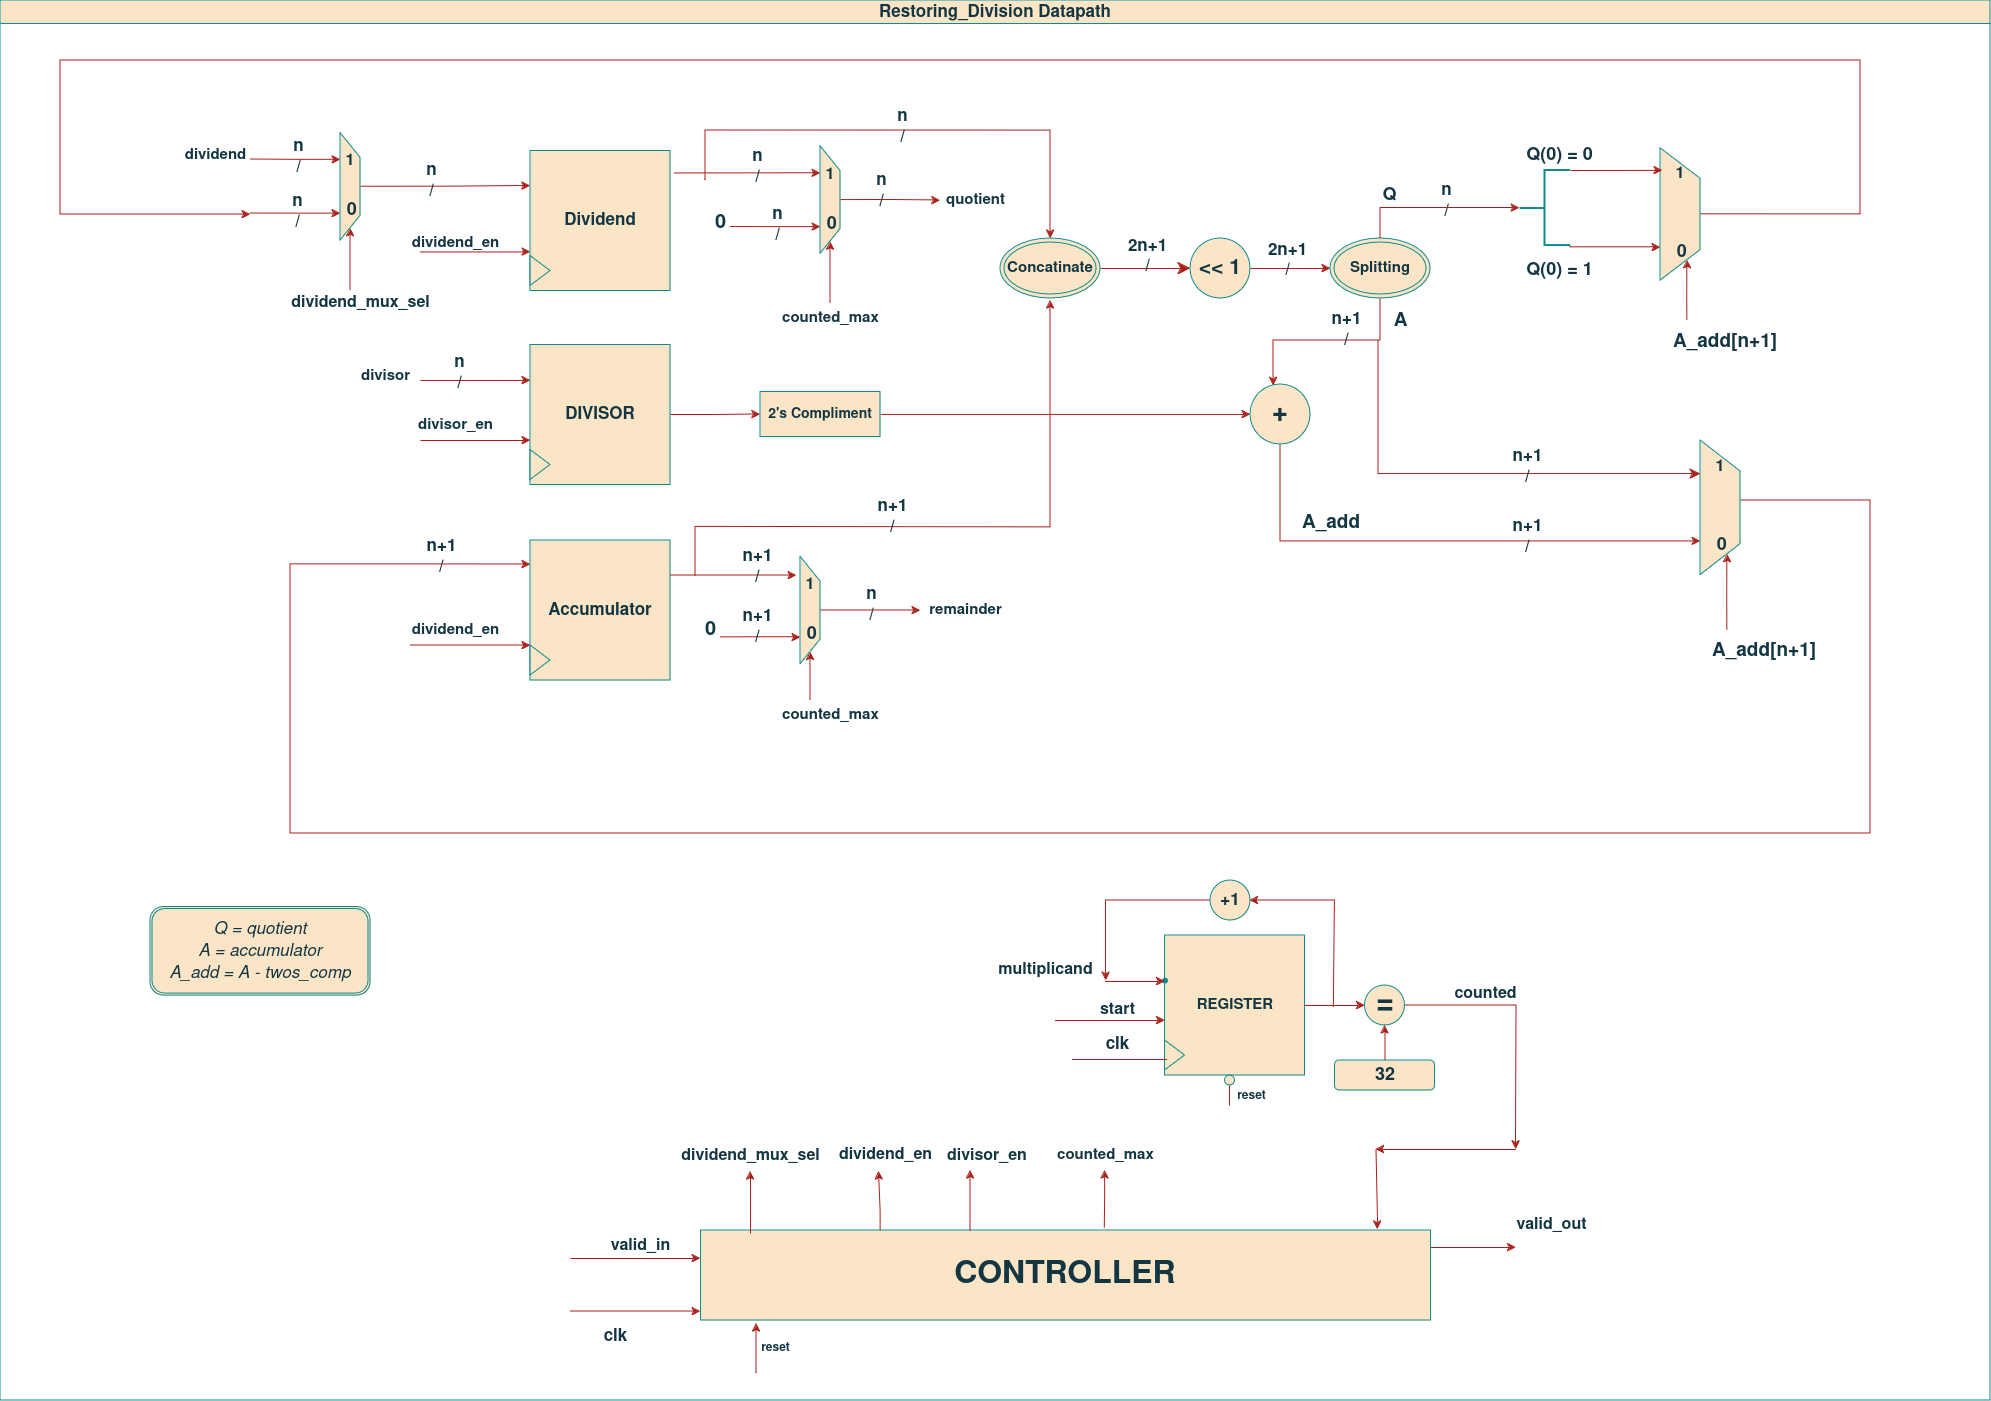 Restoring_Division Datapath
n
dividend
n
1
n
n
0
dividend_mux_sel
Dividend
dividend_en
n
n
1
n
quotient
0
n
0
counted_max
Concatinate
2n+1
<< 1
2n+1
Splitting
Q
n
Q(0) = 0
Q(0) = 1
1
0
A_add[n+1]
n+1
A
divisor
n
divisor_en
DIVISOR
2's Compliment
+
n+1
1
A_add
n+1
0
A_add[n+1]
n+1
n+1
dividend_en
Accumulator
n+1
1
n
remainder
0
n+1
0
counted_max
Q = quotient
A = accumulator
A_add = A - twos_comp
+1
multiplicand
start
clk
REGISTER
reset
=
32
counted
dividend_mux_sel
dividend_en
divisor_en
counted_max
valid_in
clk
reset
CONTROLLER
valid_out